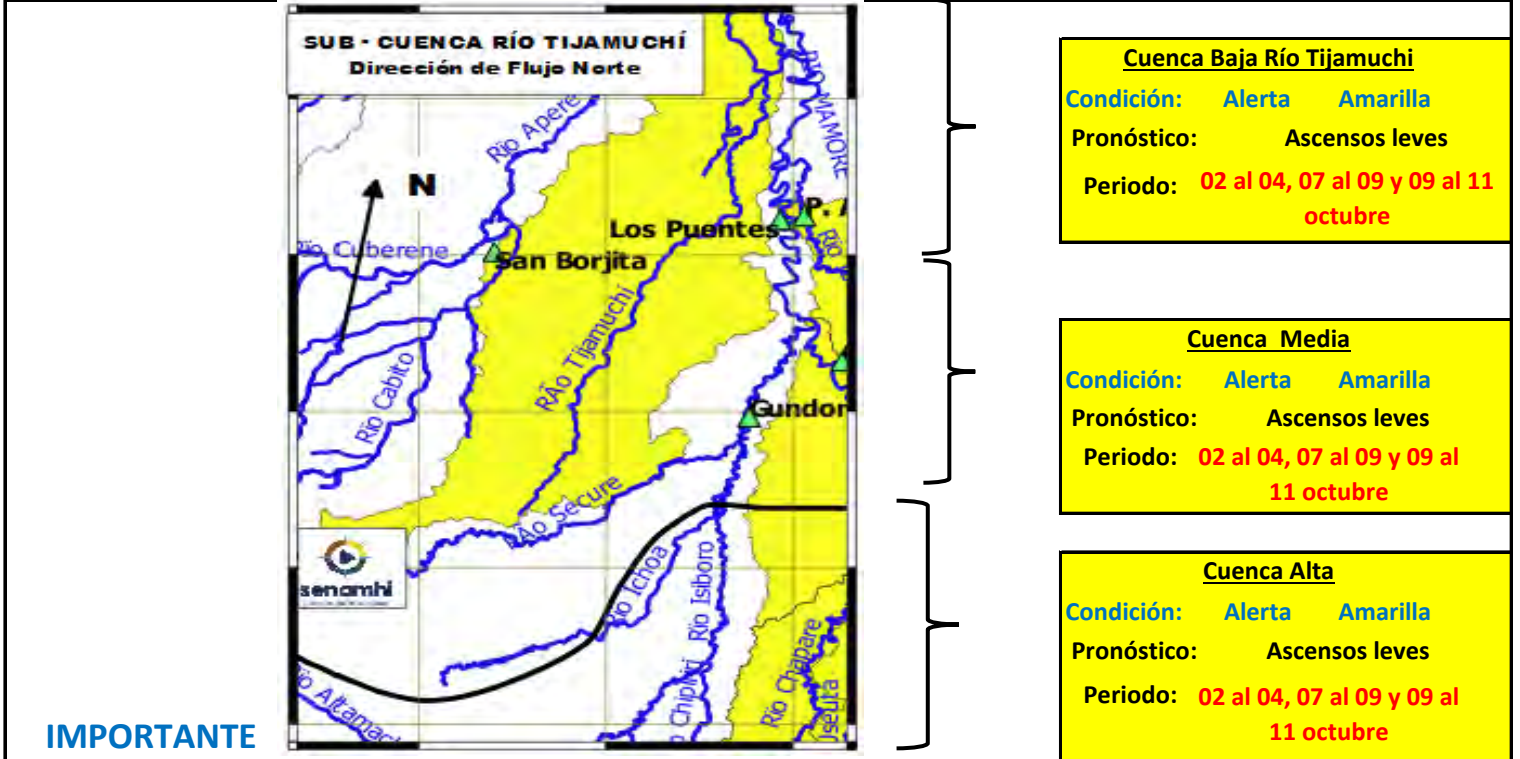 SUB - CUENCA RÍO TIJAMUCHÍ
Dirección de Flujo Norte
Río Apere
RIO MAMORE
N
P.
Los Puentes
Río
Río Cuberene
San Borjita
RÃo Tijamuchí
Río Cabito
Gundor
RÃo Secure
senamhi
Río Ichoa
Río Isiboro
Río Chapare
Chipiriri
IMPORTANTE
Cuenca Baja Río Tijamuchi
Condición: Alerta Amarilla
Pronóstico: Ascensos leves
Periodo: 02 al 04, 07 al 09 y 09 al 11
octubre
Cuenca Media
Condición: Alerta Amarilla
Pronóstico: Ascensos leves
Periodo: 02 al 04, 07 al 09 y 09 al
11 octubre
Cuenca Alta
Condición: Alerta Amarilla
Pronóstico: Ascensos leves
Periodo: 02 al 04, 07 al 09 y 09 al
11 octubre